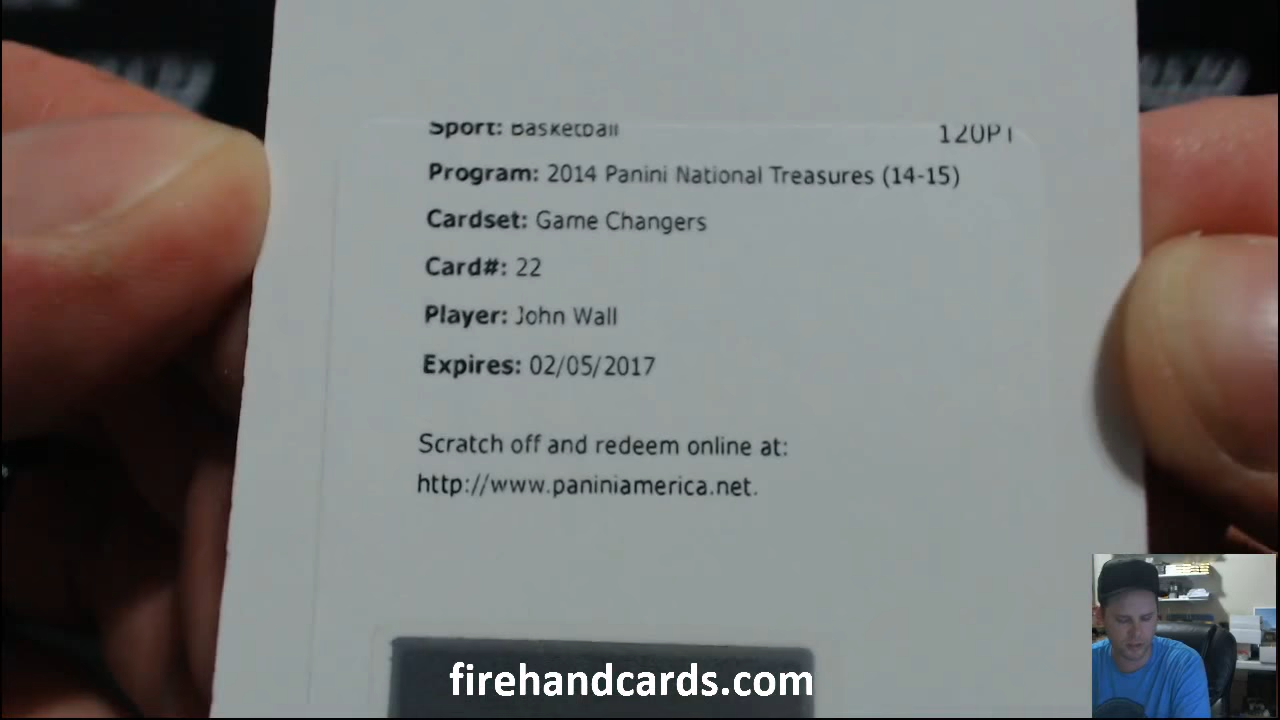 Sport: Basketball
120PT
Program: 2014 Panini National Treasures (14-15)
Cardset: Game Changers
Card#: 22
Player: John Wall
Expires: 02/05/2017
Scratch off and redeem online at:
http://www.paniniamerica.net.
firehandcards.com